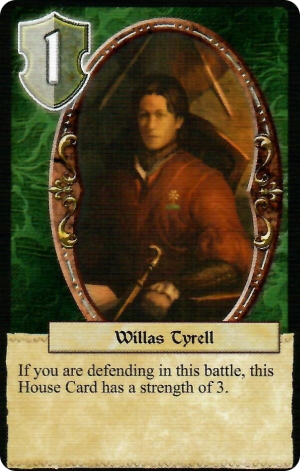 1
Willas Tyrell
If you are defending in this battle, this
House Card has a strength of 3.